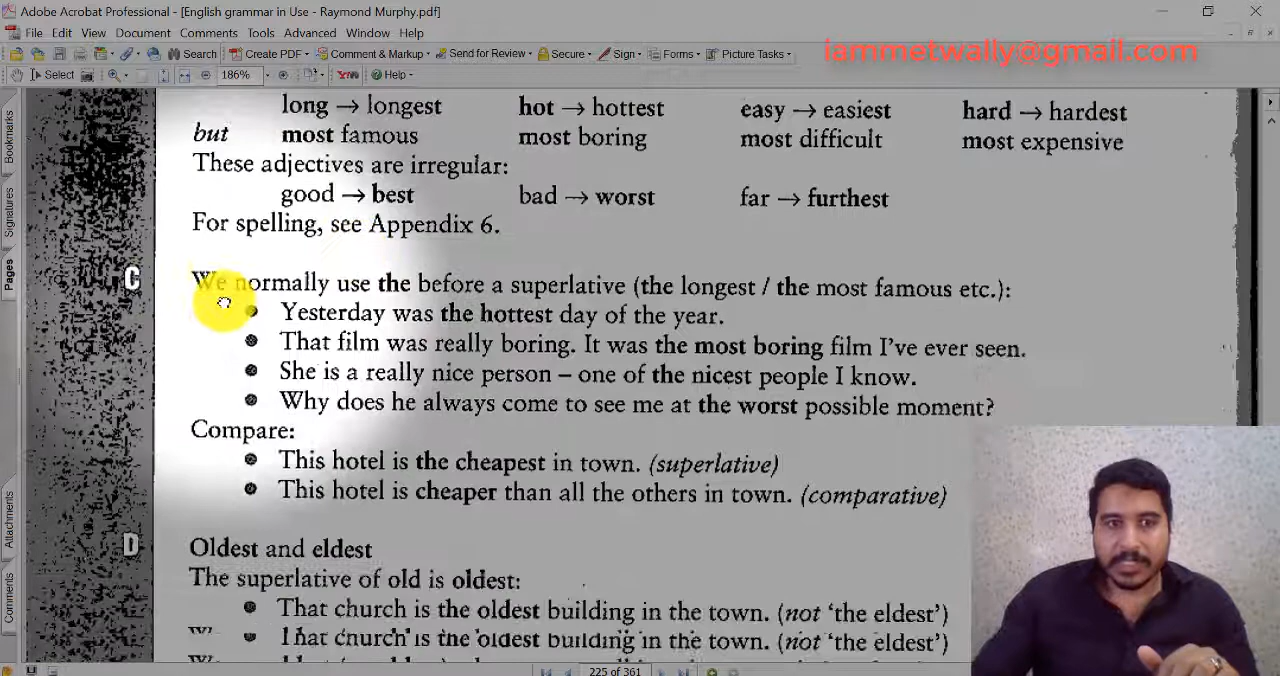 Adobe Acrobat Professional - [English grammar in Use - Raymond Murphy.pdf]
File Edit View Document Comments Tools Advanced Window Help
Search Create PDF Comment & Markup Send for Review Secure Sign Forms Picture Tasks
iammetwally@gmail.com
Select 186% Help
Bookmarks
Signatures
Pages
Attachments
Comments
long → longest hot → hottest easy → easiest hard → hardest
but most famous most boring most difficult most expensive
These adjectives are irregular:
good → best bad → worst far → furthest
For spelling, see Appendix 6.
C
We normally use the before a superlative (the longest / the most famous etc.):
• Yesterday was the hottest day of the year.
• That film was really boring. It was the most boring film I've ever seen.
• She is a really nice person – one of the nicest people I know.
• Why does he always come to see me at the worst possible moment?
Compare:
• This hotel is the cheapest in town. (superlative)
• This hotel is cheaper than all the others in town. (comparative)
D
Oldest and eldest
The superlative of old is oldest:
• That church is the oldest building in the town. (not 'the eldest')
• That church is the oldest building in the town. (not 'the eldest')
225 of 361